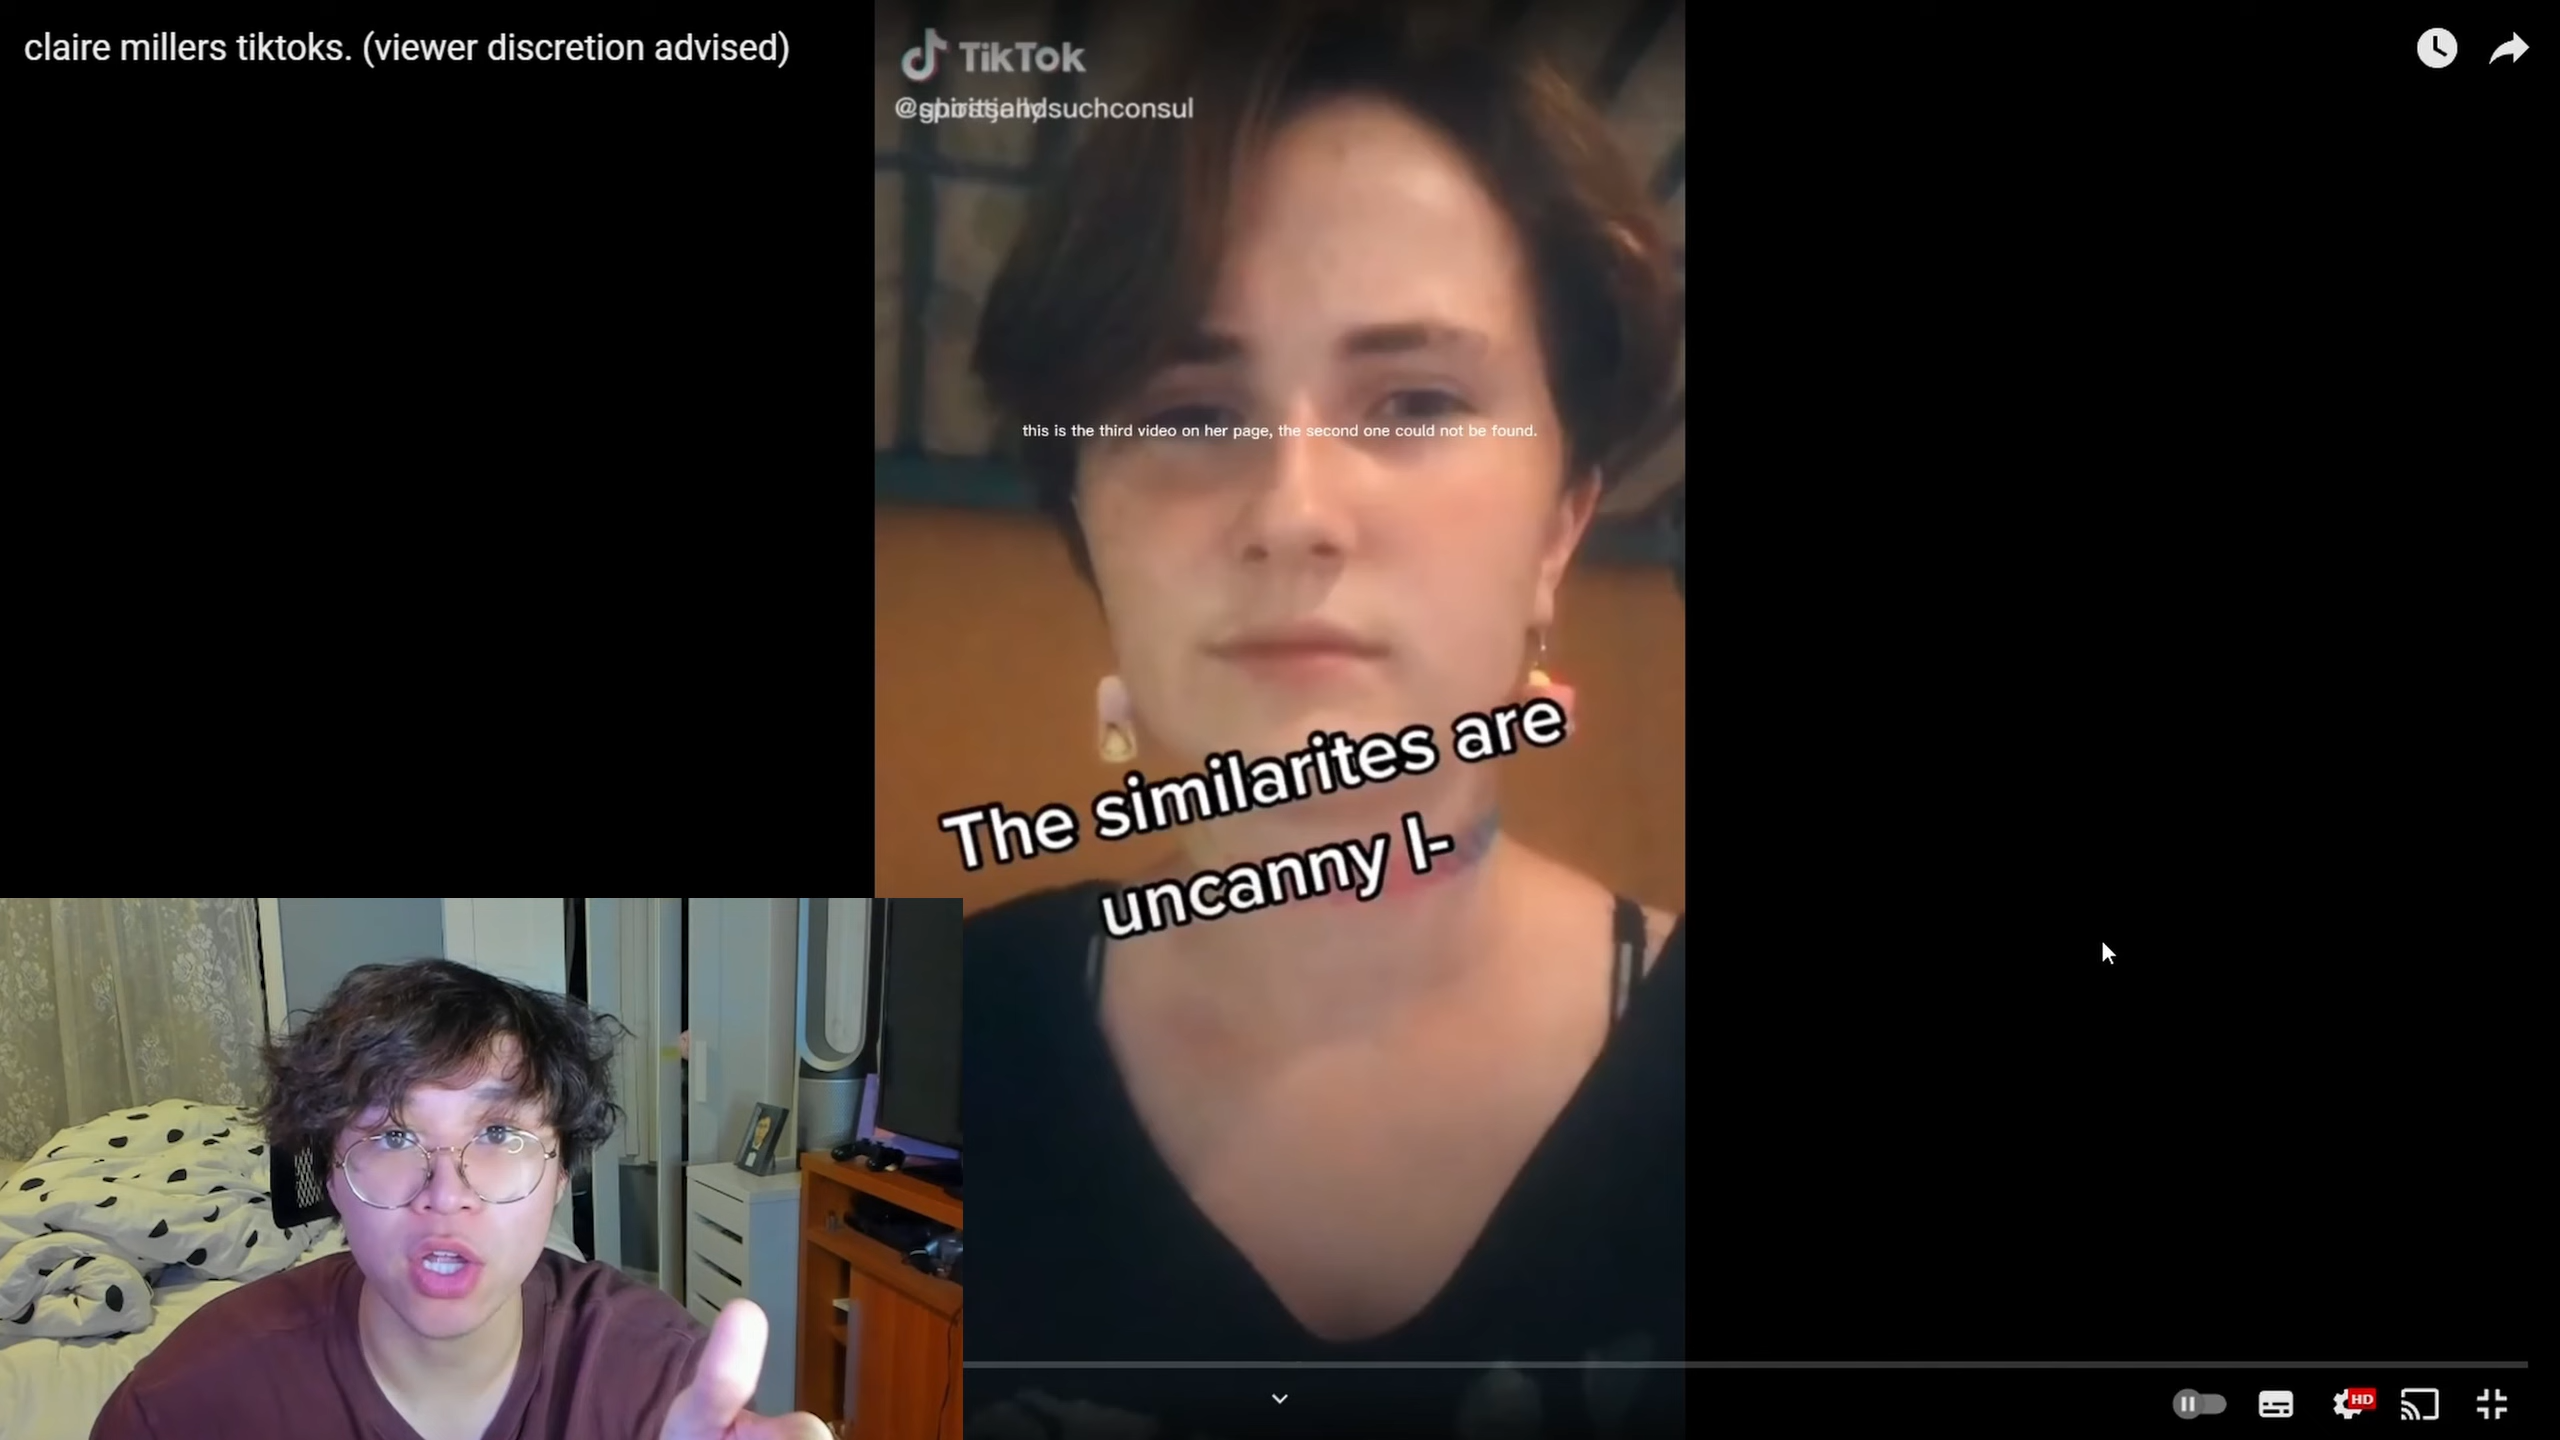 claire millers tiktoks. (viewer discretion advised)
TikTok
this is the third video on her page, the second one could not be found.
The similarites are
uncanny I-
HD